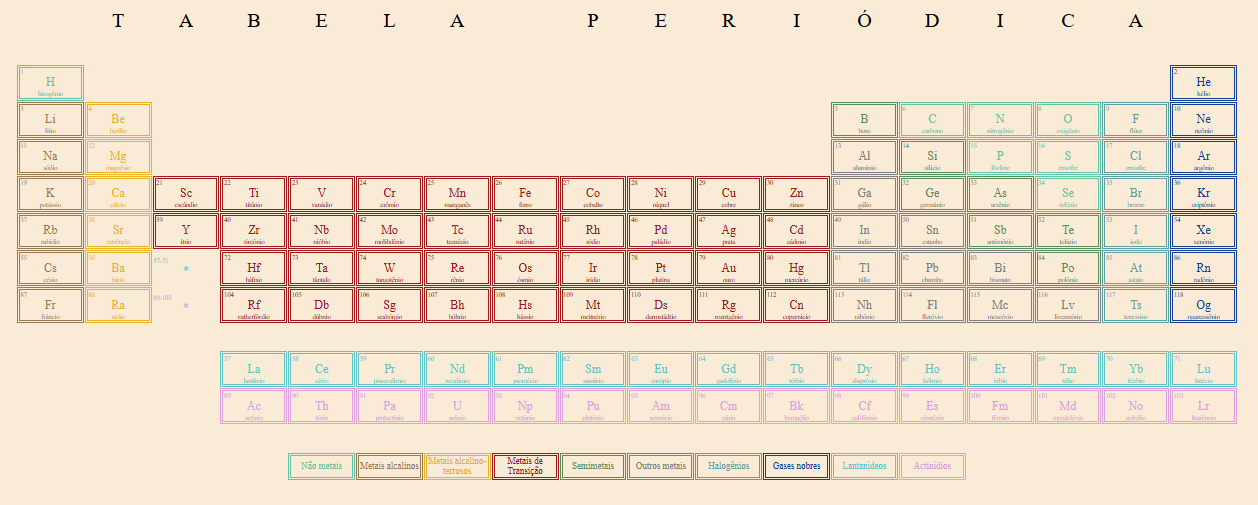 T A B E L A P E R I Ó D I C A
1 2
H He
hidrogênio hélio
3 4 5 6 7 8 9 10
Li Be B C N O F Ne
lítio berílio boro carbono nitrogênio oxigênio flúor neônio
11 12 13 14 15 16 17 18
Na Mg Al Si P S Cl Ar
sódio magnésio alumínio silício fósforo enxofre enxofre argônio
19 20 21 22 23 24 25 26 27 28 29 30 31 32 33 34 35 36
K Ca Sc Ti V Cr Mn Fe Co Ni Cu Zn Ga Ge As Se Br Kr
potássio cálcio escândio titânio vanádio crômio manganês ferro cobalto níquel cobre zinco gálio germânio arsênio selênio bromo criptônio
37 38 39 40 41 42 43 44 45 46 47 48 49 50 51 52 53 54
Rb Sr Y Zr Nb Mo Tc Ru Rh Pd Ag Cd In Sn Sb Te I Xe
rubídio estrôncio ítrio zircônio nióbio molibdênio tecnécio rutênio ródio paládio prata cádmio índio estanho antimônio telúrio iodo xenônio
55 56 57-71 72 73 74 75 76 77 78 79 80 81 82 83 84 85 86
Cs Ba * Hf Ta W Re Os Ir Pt Au Hg Tl Pb Bi Po At Rn
césio bário háfnio tântalo tungstênio rênio ósmio irídio platina ouro mercúrio tálio chumbo bismuto polônio astato radônio
87 88 89-103 104 105 106 107 108 109 110 111 112 113 114 115 116 117 118
Fr Ra * Rf Db Sg Bh Hs Mt Ds Rg Cn Nh Fl Mc Lv Ts Og
frâncio rádio rutherfórdio dúbnio seabórgio bóhrio hássio meitnério darmstádtio roentgênio copernício nihônio fleróvio moscóvio livermório tenessino oganessônio
57 58 59 60 61 62 63 64 65 66 67 68 69 70 71
La Ce Pr Nd Pm Sm Eu Gd Tb Dy Ho Er Tm Yb Lu
lantânio cério praseodímio neodímio promécio samário európio gadolínio térbio disprósio hólmio érbio túlio itérbio lutécio
89 90 91 92 93 94 95 96 97 98 99 100 101 102 103
Ac Th Pa U Np Pu Am Cm Bk Cf Es Fm Md No Lr
actínio tório protactínio urânio netúnio plutônio amerício cúrio berquélio califórnio einstênio férmio mendelévio nobélio laurêncio
Não metais Metais alcalinos Metais alcalino-terrosos Metais de Transição Semimetais Outros metais Halogênios Gases nobres Lantanídeos Actinídios